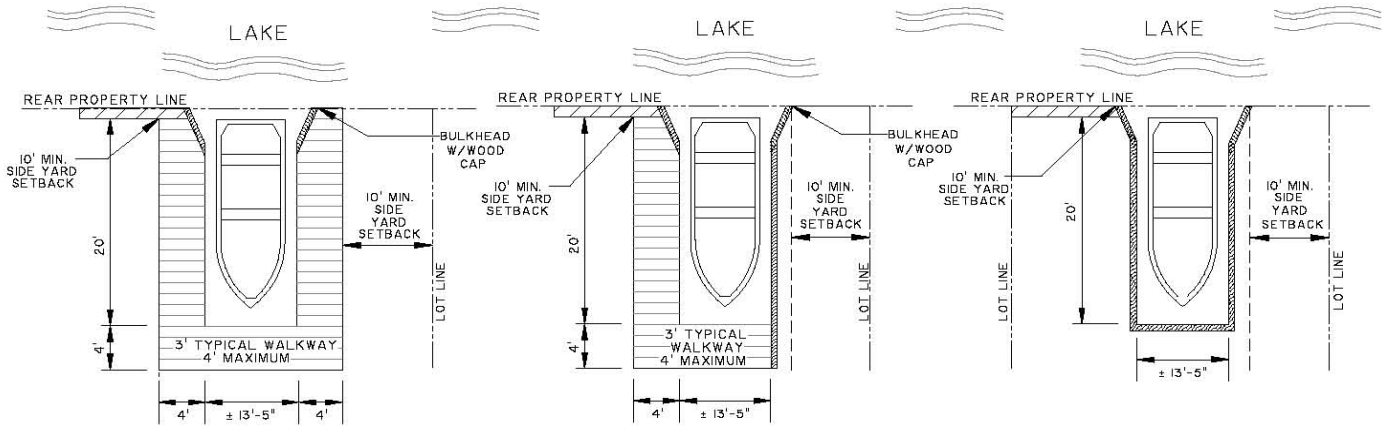 LAKE
REAR PROPERTY LINE
BULKHEAD
W/WOOD
CAP
10' MIN.
SIDE YARD
SETBACK
10' MIN.
SIDE
YARD
SETBACK
20'
LOT LINE
4'
3' TYPICAL WALKWAY
4' MAXIMUM
4'
± 13'-5"
4'
LAKE
REAR PROPERTY LINE
BULKHEAD
W/WOOD
CAP
10' MIN.
SIDE YARD
SETBACK
10' MIN.
SIDE
YARD
SETBACK
20'
LOT LINE
4'
3' TYPICAL
WALKWAY
4' MAXIMUM
4'
± 13'-5"
LAKE
REAR PROPERTY LINE
10' MIN.
SIDE YARD
SETBACK
10' MIN.
SIDE
YARD
SETBACK
20'
LOT LINE
LOT LINE
± 13'-5"